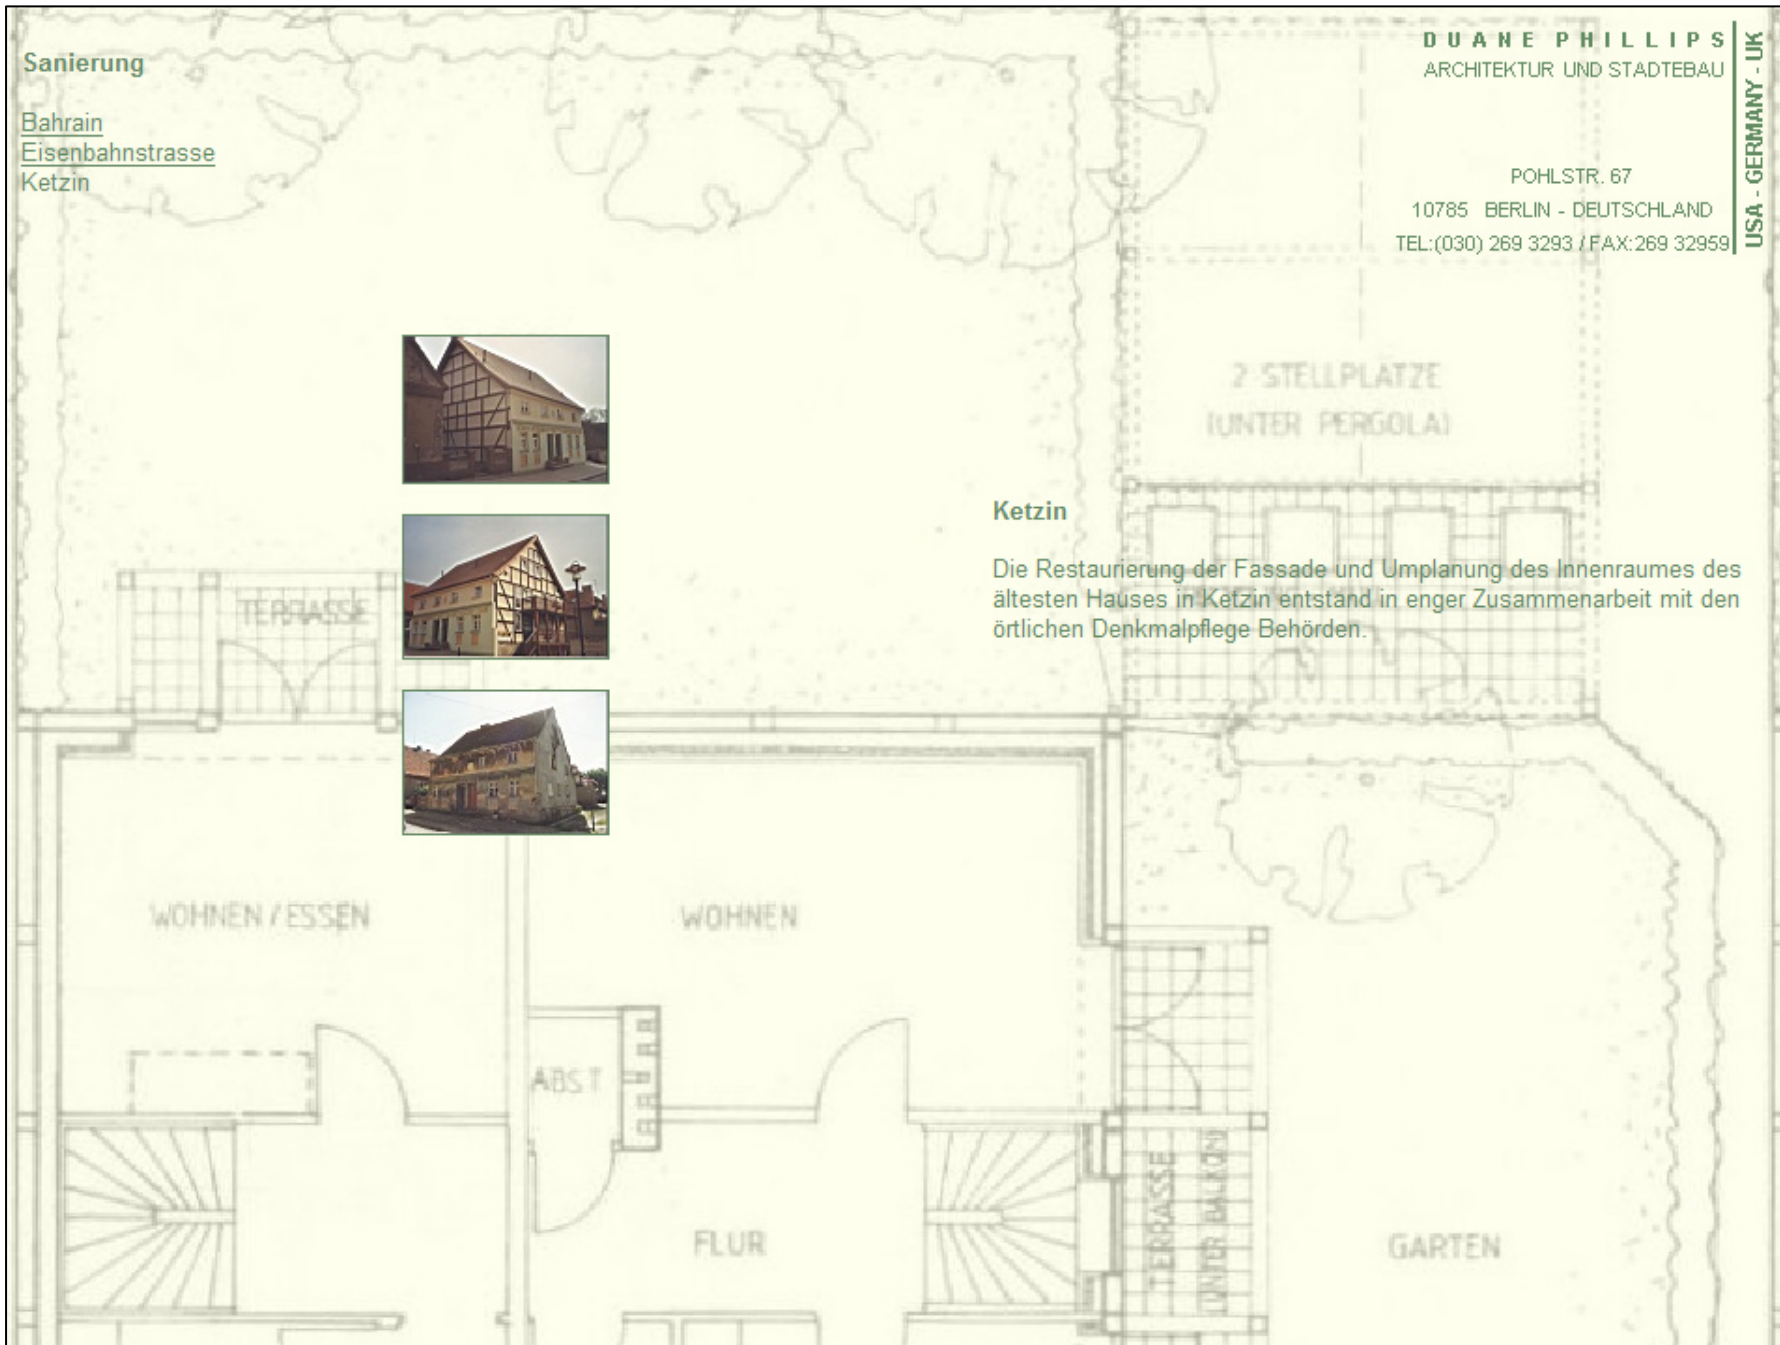 Sanierung
Bahrain
Eisenbahnstrasse
Ketzin
DUANE PHILLIPS
ARCHITEKTUR UND STADTEBAU
POHLSTR. 67
10785 BERLIN - DEUTSCHLAND
TEL:(030) 269 3293 / FAX:269 32959
USA - GERMANY - UK
2 STELLPLÄTZE
(UNTER PERGOLA)
Ketzin
Die Restaurierung der Fassade und Umplanung des Innenraumes des
ältesten Hauses in Ketzin entstand in enger Zusammenarbeit mit den
örtlichen Denkmalpflege Behörden.
TERRASSE
WOHNEN / ESSEN
WOHNEN
ABST
FLUR
TERRASSE
(UNTER BALKON)
GARTEN